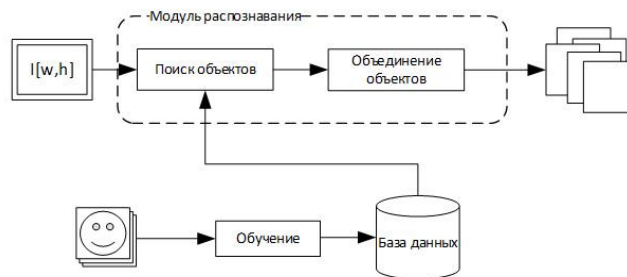 Модуль распознавания
I[w,h]
Поиск объектов
Объединение
объектов
Обучение
База данных